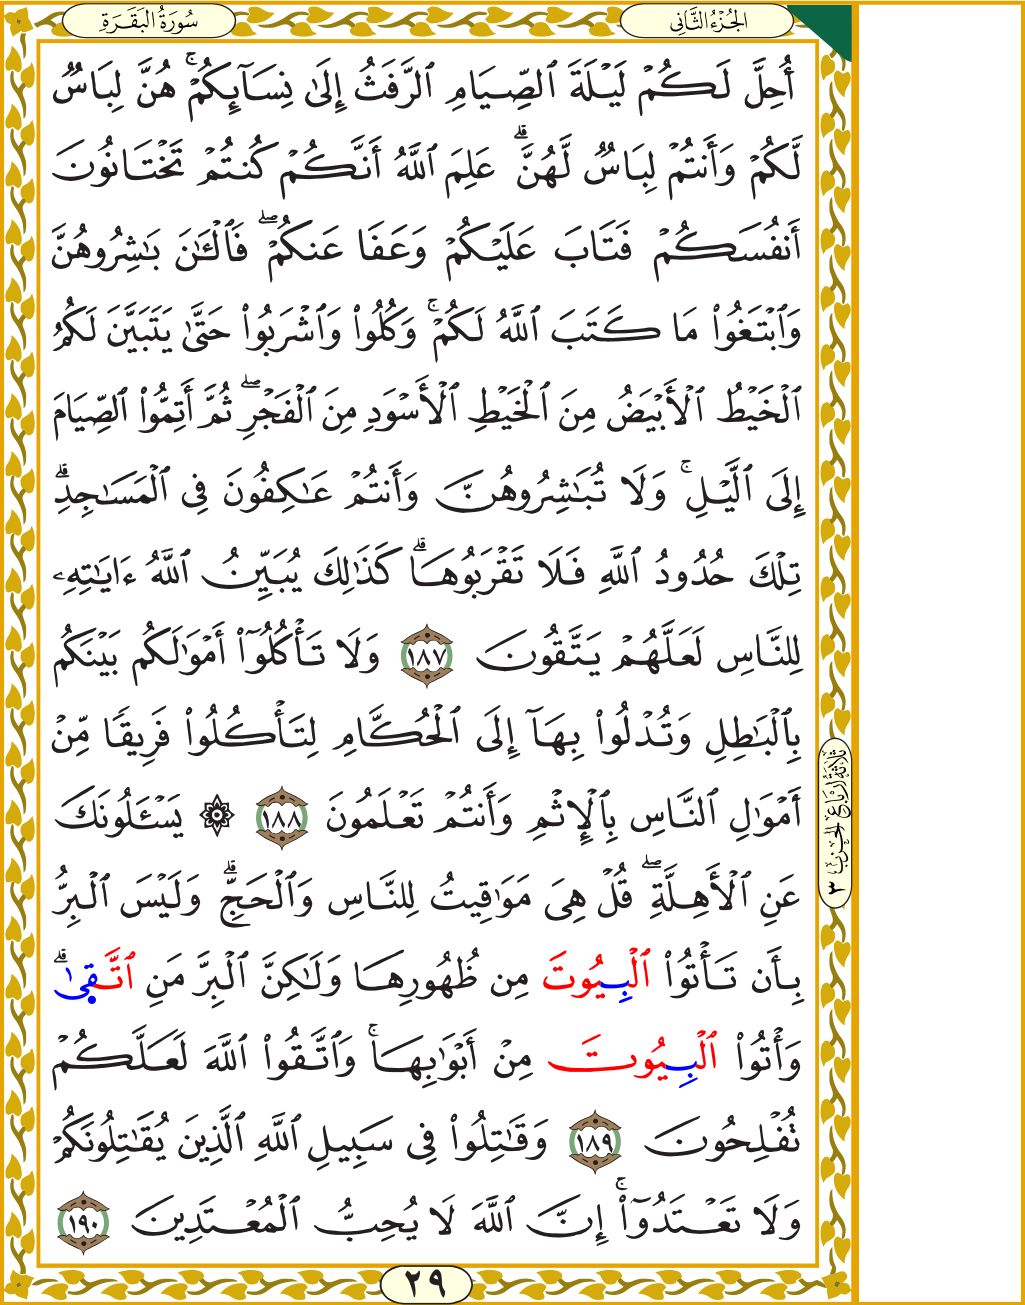 سُورَةُ البَقَرَةِ
الجُزْءُ الثَّانِي
أُحِلَّ لَكُمْ لَيْلَةَ ٱلصِّيَامِ ٱلرَّفَثُ إِلَىٰ نِسَآئِكُمْ ۚ هُنَّ لِبَاسٌ
لَّكُمْ وَأَنتُمْ لِبَاسٌ لَّهُنَّ ۗ عَلِمَ ٱللَّهُ أَنَّكُمْ كُنتُمْ تَخْتَانُونَ
أَنفُسَكُمْ فَتَابَ عَلَيْكُمْ وَعَفَا عَنكُمْ ۖ فَٱلْـَٰٔنَ بَـٰشِرُوهُنَّ
وَٱبْتَغُوا۟ مَا كَتَبَ ٱللَّهُ لَكُمْ ۚ وَكُلُوا۟ وَٱشْرَبُوا۟ حَتَّىٰ يَتَبَيَّنَ لَكُمُ
ٱلْخَيْطُ ٱلْأَبْيَضُ مِنَ ٱلْخَيْطِ ٱلْأَسْوَدِ مِنَ ٱلْفَجْرِ ۖ ثُمَّ أَتِمُّوا۟ ٱلصِّيَامَ
إِلَى ٱلَّيْلِ ۚ وَلَا تُبَـٰشِرُوهُنَّ وَأَنتُمْ عَـٰكِفُونَ فِى ٱلْمَسَـٰجِدِ ۗ
تِلْكَ حُدُودُ ٱللَّهِ فَلَا تَقْرَبُوهَا ۗ كَذَٰلِكَ يُبَيِّنُ ٱللَّهُ ءَايَـٰتِهِۦ
لِلنَّاسِ لَعَلَّهُمْ يَتَّقُونَ ١٨٧ وَلَا تَأْكُلُوٓا۟ أَمْوَٰلَكُم بَيْنَكُم
بِٱلْبَـٰطِلِ وَتُدْلُوا۟ بِهَآ إِلَى ٱلْحُكَّامِ لِتَأْكُلُوا۟ فَرِيقًا مِّنْ
أَمْوَٰلِ ٱلنَّاسِ بِٱلْإِثْمِ وَأَنتُمْ تَعْلَمُونَ ١٨٨ ۞ يَسْـَٔلُونَكَ
عَنِ ٱلْأَهِلَّةِ ۖ قُلْ هِىَ مَوَٰقِيتُ لِلنَّاسِ وَٱلْحَجِّ ۗ وَلَيْسَ ٱلْبِرُّ
بِأَن تَأْتُوا۟ ٱلْبِيُوتَ مِن ظُهُورِهَا وَلَـٰكِنَّ ٱلْبِرَّ مَنِ ٱتَّقَىٰ ۗ
وَأْتُوا۟ ٱلْبِيُوتَ مِنْ أَبْوَٰبِهَا ۚ وَٱتَّقُوا۟ ٱللَّهَ لَعَلَّكُمْ
تُفْلِحُونَ ١٨٩ وَقَـٰتِلُوا۟ فِى سَبِيلِ ٱللَّهِ ٱلَّذِينَ يُقَـٰتِلُونَكُمْ
وَلَا تَعْتَدُوٓا۟ ۚ إِنَّ ٱللَّهَ لَا يُحِبُّ ٱلْمُعْتَدِينَ ١٩٠
ثَلَاثَةُ أَرْبَاعِ الحِزْبِ ٣
٢٩